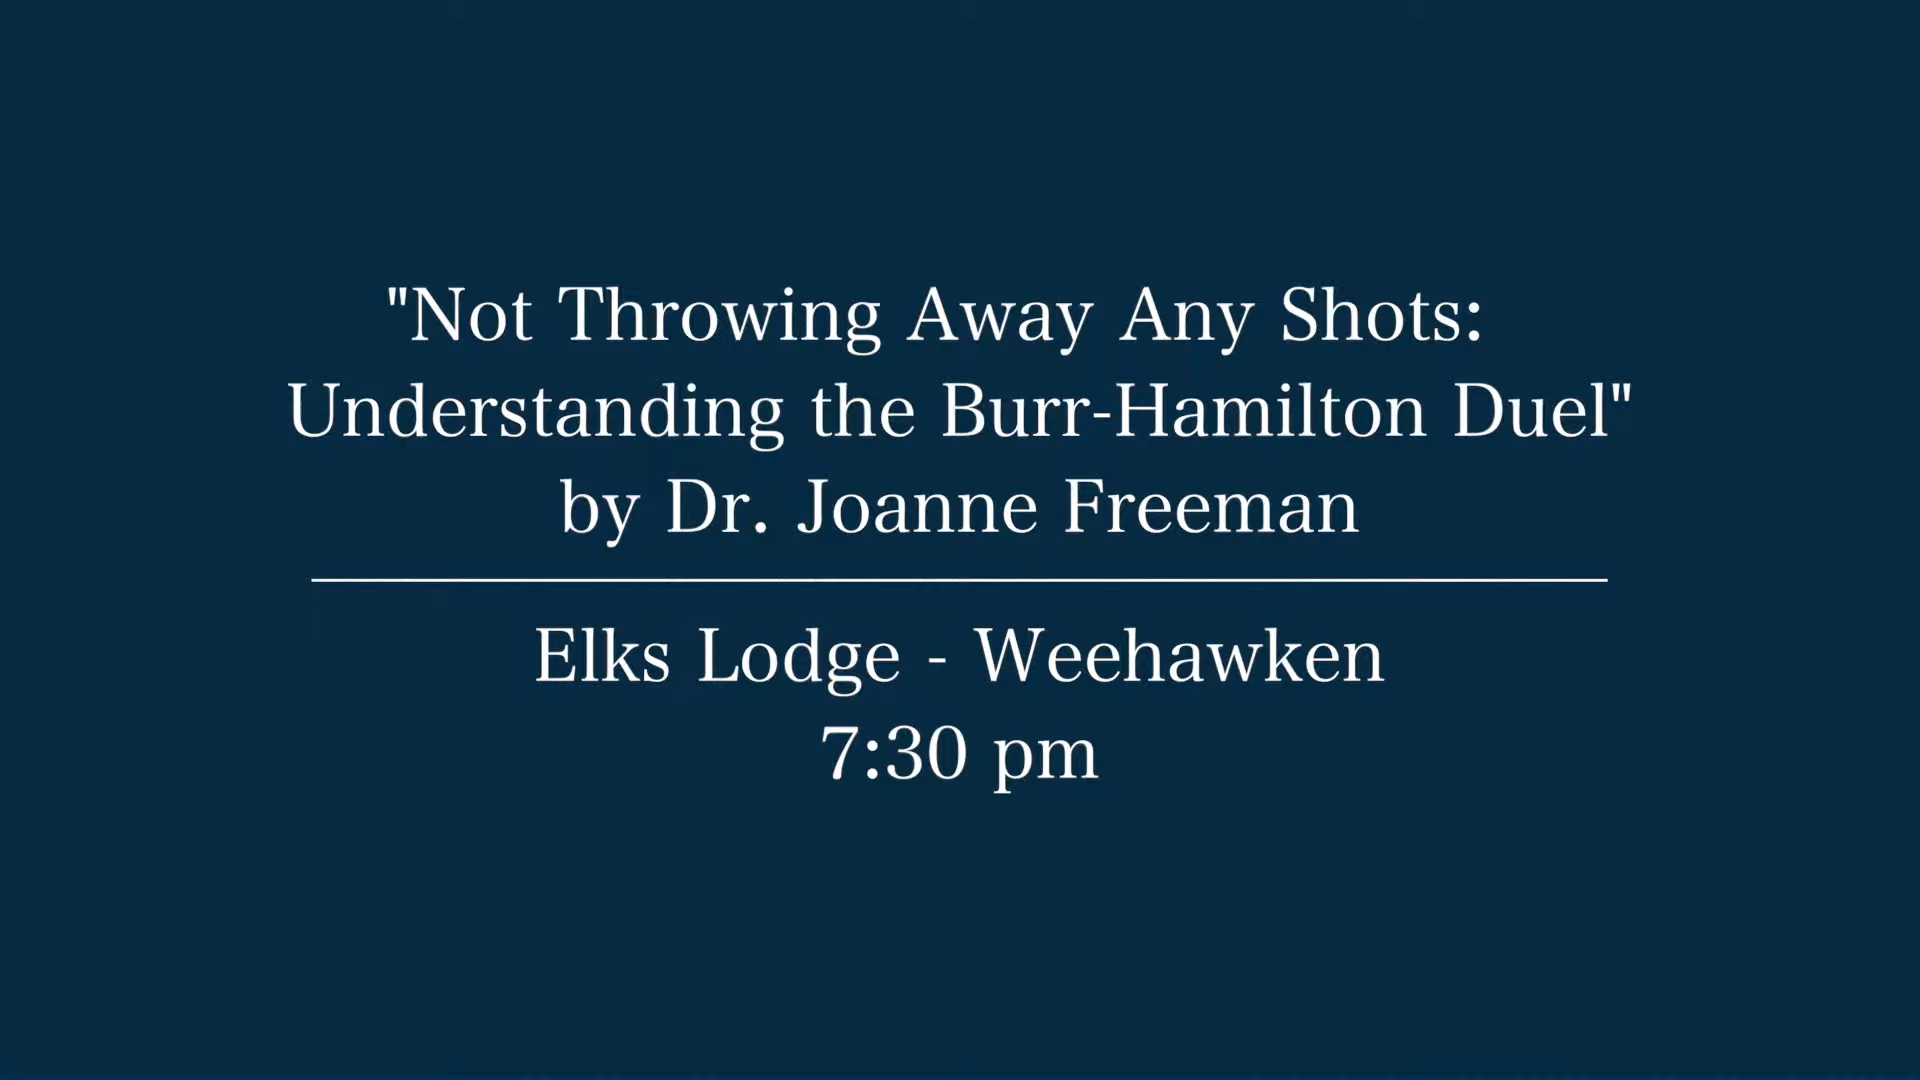 "Not Throwing Away Any Shots:
Understanding the Burr-Hamilton Duel"
by Dr. Joanne Freeman
Elks Lodge - Weehawken
7:30 pm